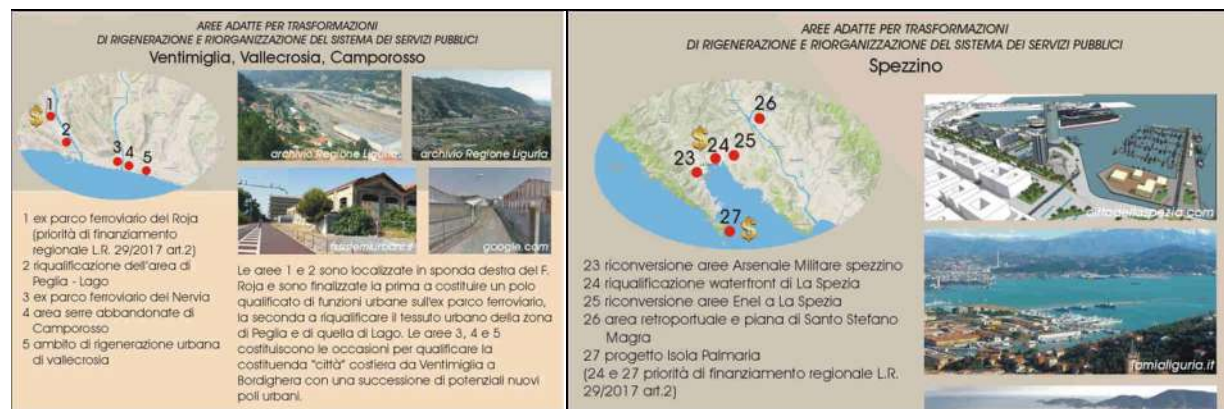 AREE ADATTE PER TRASFORMAZIONI
DI RIGENERAZIONE E RIORGANIZZAZIONE DEL SISTEMA DEI SERVIZI PUBBLICI
Ventimiglia, Vallecrosia, Camporosso
1
2
3
4
5
archivio Regione Liguria
archivio Regione Liguria
fssistemiurbani.it
google.com
1 ex parco ferroviario del Roja
(priorità di finanziamento
regionale L.R. 29/2017 art.2)
2 riqualificazione dell'area di
Peglia - Lago
3 ex parco ferroviario del Nervia
4 area serre abbandonate di
Camporosso
5 ambito di rigenerazione urbana
di vallecrosia
Le aree 1 e 2 sono localizzate in sponda destra del F.
Roja e sono finalizzate la prima a costituire un polo
qualificato di funzioni urbane sull'ex parco ferroviario,
la seconda a riqualificare il tessuto urbano della zona
di Peglia e di quella di Lago. Le aree 3, 4 e 5
costituiscono le occasioni per qualificare la
costituenda "città" costiera da Ventimiglia a
Bordighera con una successione di potenziali nuovi
poli urbani.
AREE ADATTE PER TRASFORMAZIONI
DI RIGENERAZIONE E RIORGANIZZAZIONE DEL SISTEMA DEI SERVIZI PUBBLICI
Spezzino
26
23
24
25
27
cittadellaspezia.com
23 riconversione aree Arsenale Militare spezzino
24 riqualificazione waterfront di La Spezia
25 riconversione aree Enel a La Spezia
26 area retroportuale e piana di Santo Stefano
Magra
27 progetto Isola Palmaria
(24 e 27 priorità di finanziamento regionale L.R.
29/2017 art.2)
lamialiguria.it